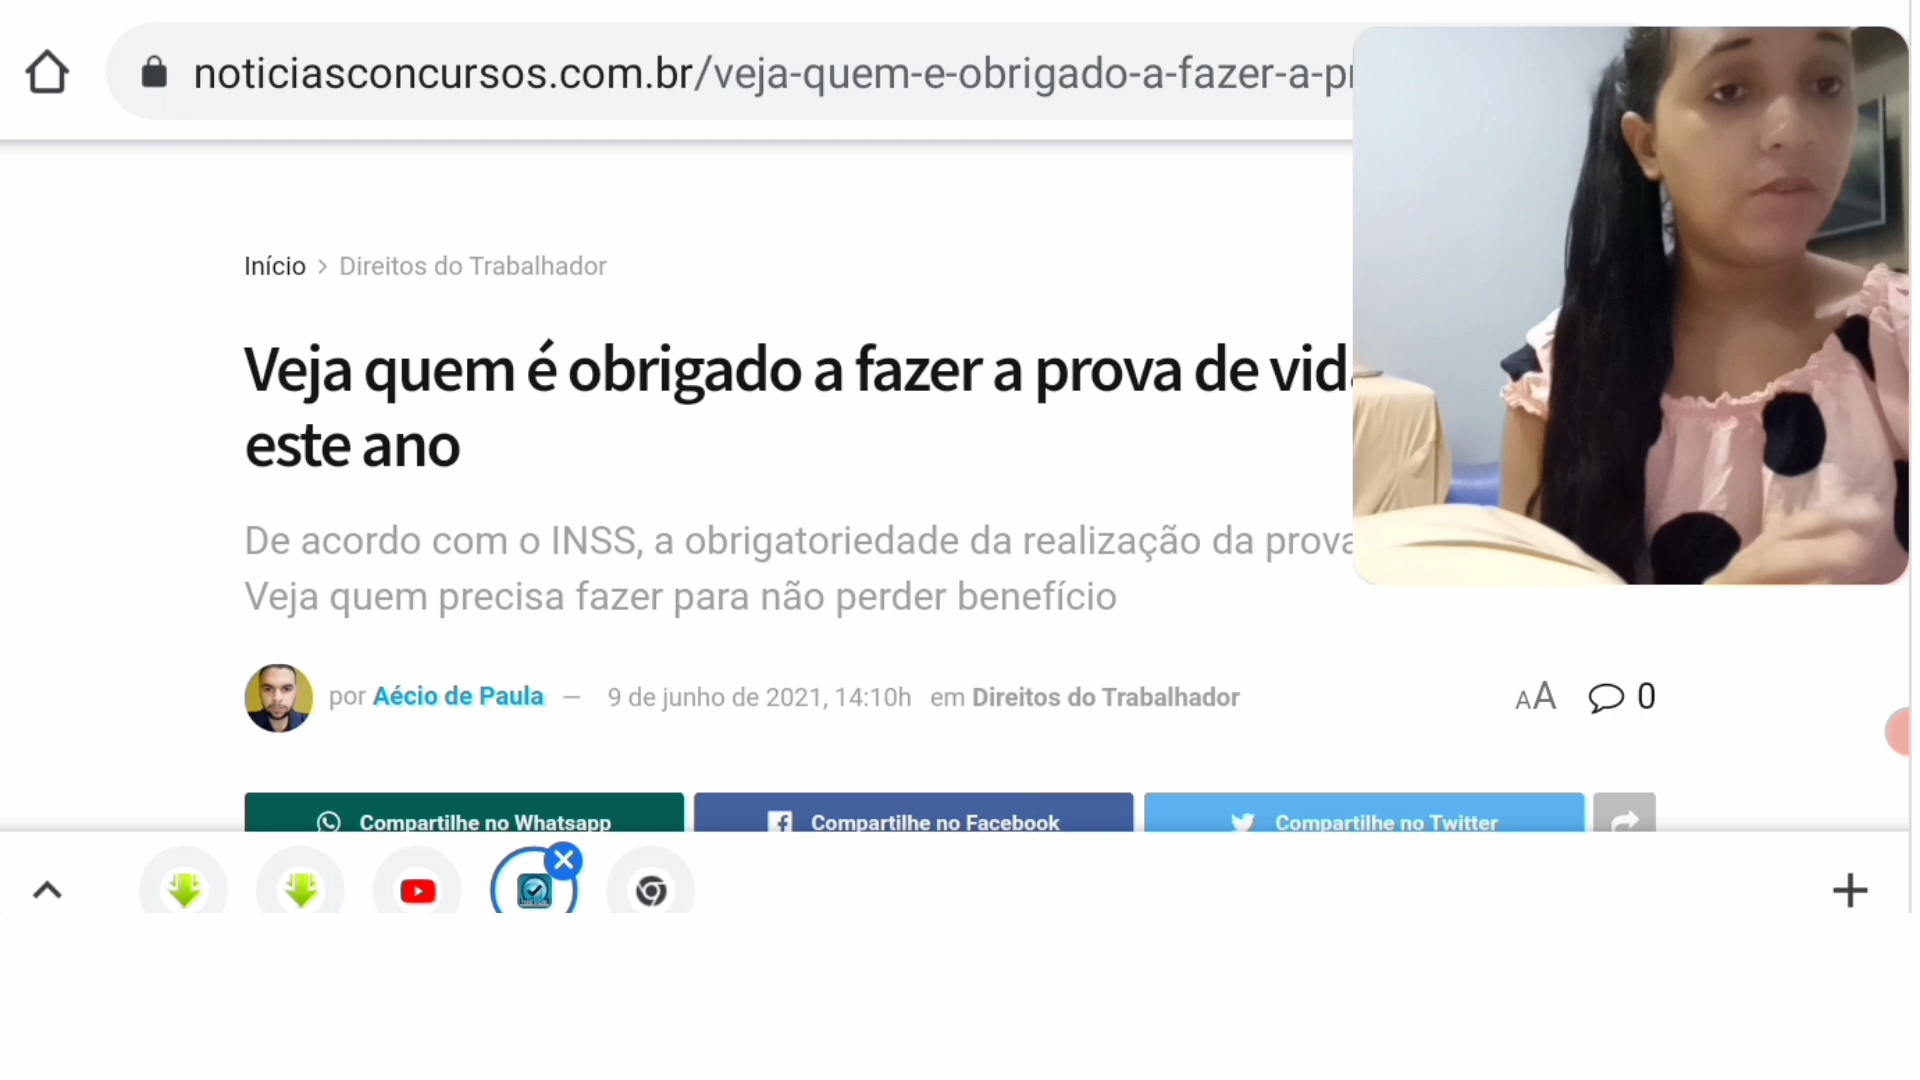 noticiasconcursos.com.br/veja-quem-e-obrigado-a-fazer-a-
Início > Direitos do Trabalhador
Veja quem é obrigado a fazer a prova de
este ano
De acordo com o INSS, a obrigatoriedade da realização da prova
Veja quem precisa fazer para não perder benefício
por Aécio de Paula — 9 de junho de 2021, 14:10h em Direitos do Trabalhador
AA 0
Compartilhe no Whatsapp
Compartilhe no Facebook
Compartilhe no Twitter